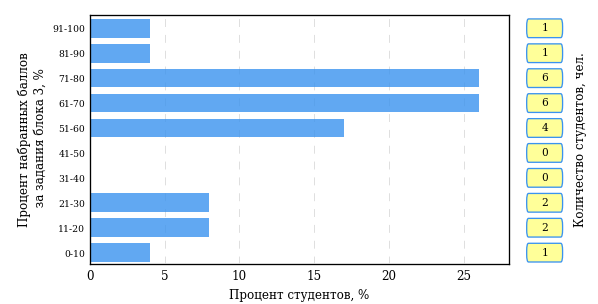 Процент набранных баллов
за задания блока 3, %
91-100 1
81-90 1
71-80 6
61-70 6
51-60 4
41-50 0
31-40 0
21-30 2
11-20 2
0-10 1
0 5 10 15 20 25
Процент студентов, %
Количество студентов, чел.